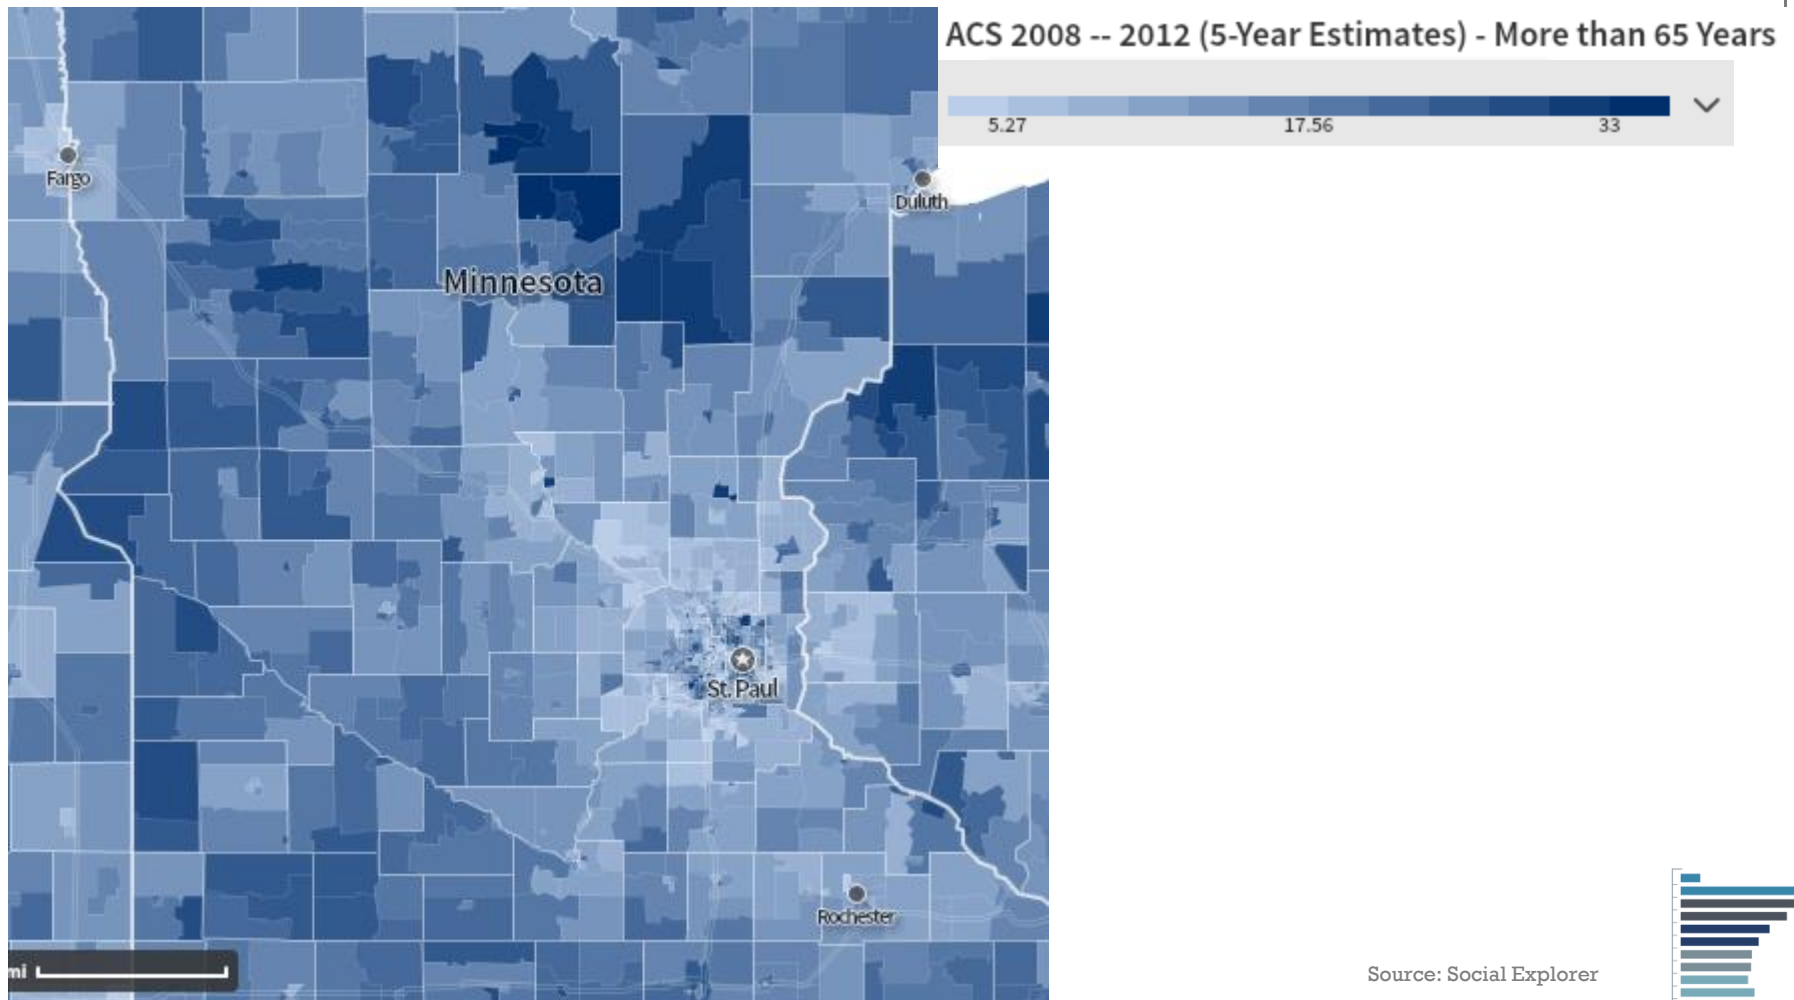 ACS 2008 -- 2012 (5-Year Estimates) - More than 65 Years
5.27 17.56 33
Fargo
Duluth
Minnesota
St. Paul
Rochester
mi
Source: Social Explorer